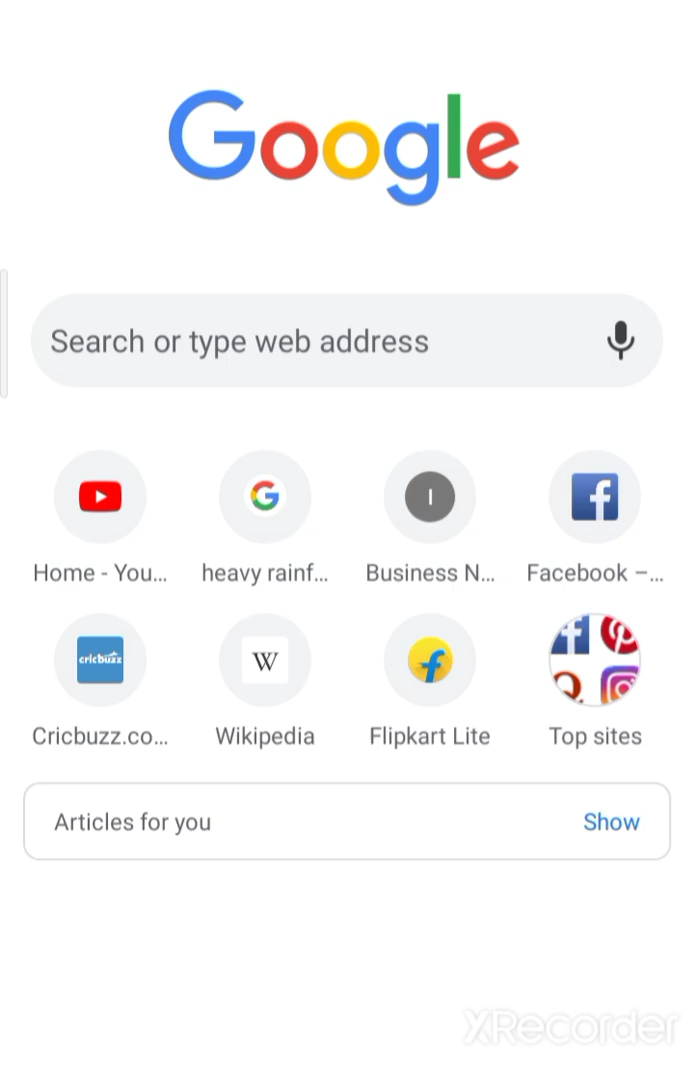 Google
Search or type web address
Home - You...
heavy rainf...
I
Business N...
Facebook –...
cricbuzz
Cricbuzz.co...
W
Wikipedia
Flipkart Lite
Top sites
Articles for you
Show
XRecorder